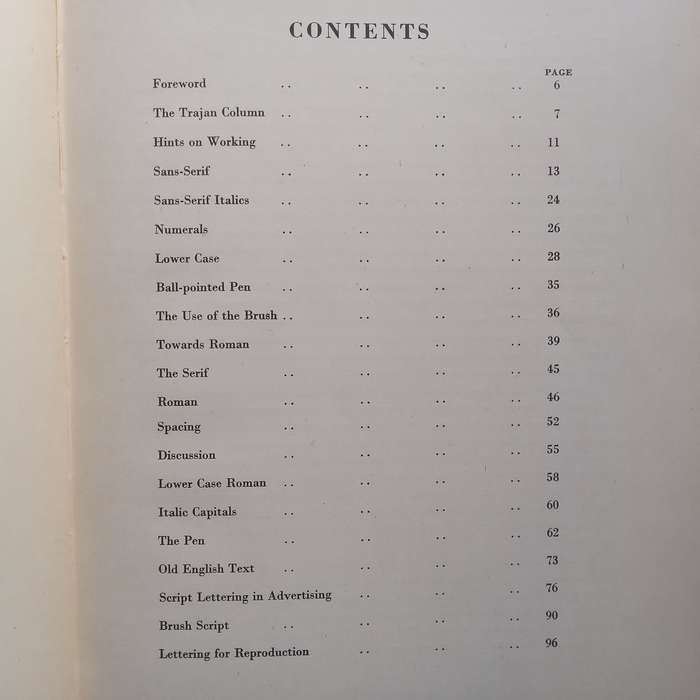 CONTENTS
PAGE
Foreword .. .. .. .. 6
The Trajan Column .. .. .. .. 7
Hints on Working .. .. .. .. 11
Sans-Serif .. .. .. .. 13
Sans-Serif Italics .. .. .. .. 24
Numerals .. .. .. .. 26
Lower Case .. .. .. .. 28
Ball-pointed Pen .. .. .. .. 35
The Use of the Brush .. .. .. .. 36
Towards Roman .. .. .. .. 39
The Serif .. .. .. .. 45
Roman .. .. .. .. 46
Spacing .. .. .. .. 52
Discussion .. .. .. .. 55
Lower Case Roman .. .. .. .. 58
Italic Capitals .. .. .. .. 60
The Pen .. .. .. .. 62
Old English Text .. .. .. .. 73
Script Lettering in Advertising .. .. .. 76
Brush Script .. .. .. .. 90
Lettering for Reproduction .. .. .. 96